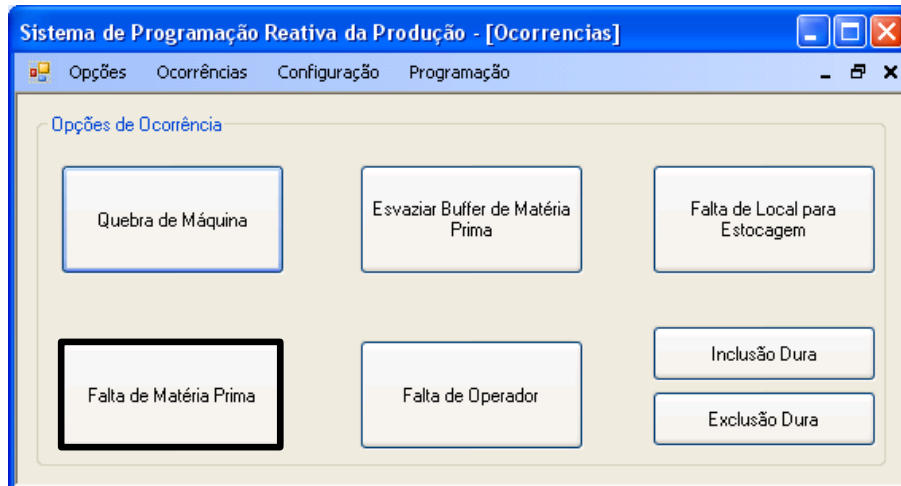 Sistema de Programação Reativa da Produção - [Ocorrencias]
Opções Ocorrências Configuração Programação
Opções de Ocorrência
Quebra de Máquina
Esvaziar Buffer de Matéria
Prima
Falta de Local para
Estocagem
Falta de Matéria Prima
Falta de Operador
Inclusão Dura
Exclusão Dura